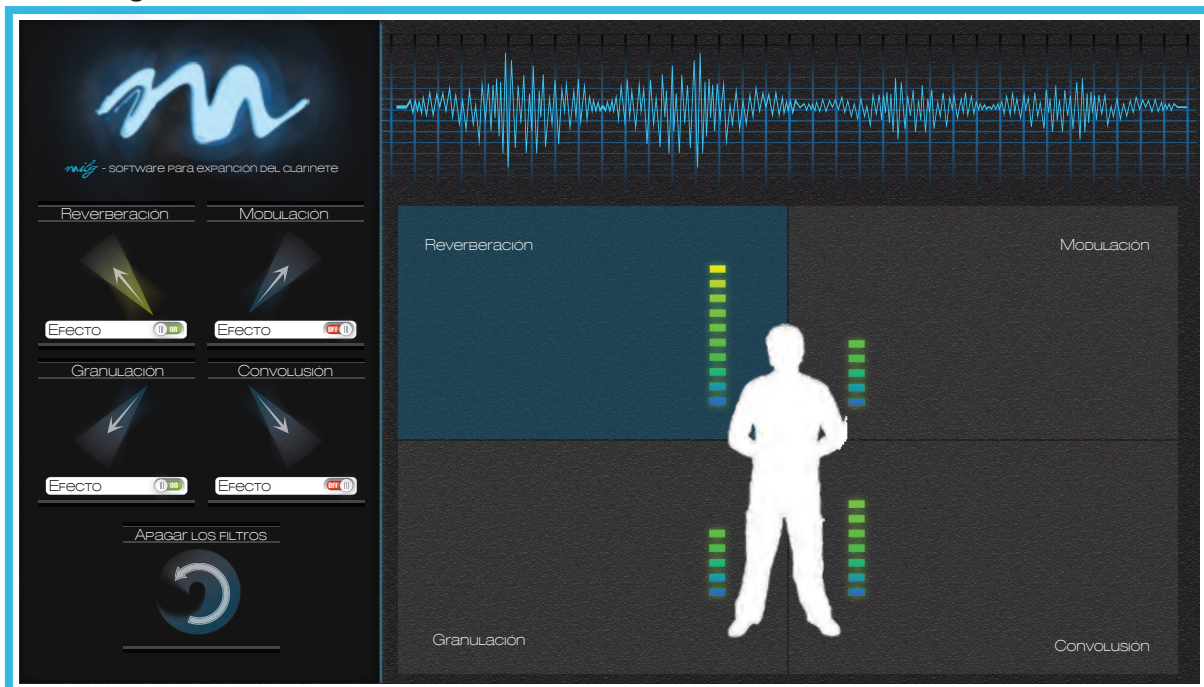 milz - software para expanción del clarinete
Reverberación
Modulación
Efecto
ON
Efecto
OFF
Granulación
Convolusión
Efecto
ON
Efecto
OFF
Apagar los filtros
Reverberación
Modulación
Granulación
Convolusión